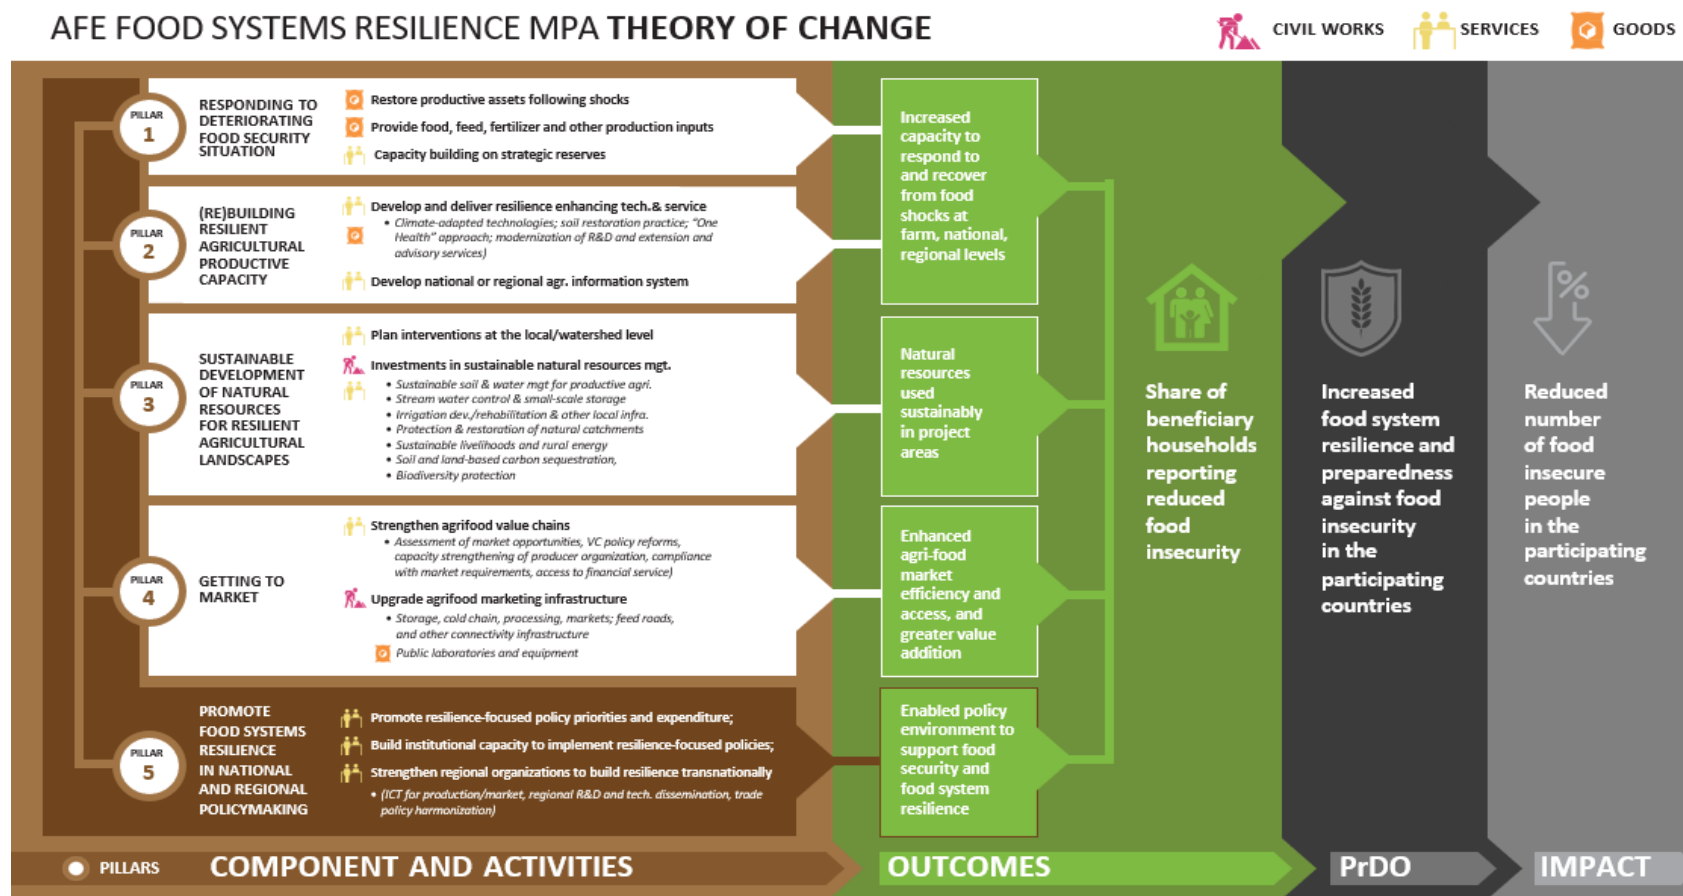 AFE FOOD SYSTEMS RESILIENCE MPA THEORY OF CHANGE
CIVIL WORKS
SERVICES
GOODS
PILLAR
1
RESPONDING TO
DETERIORATING
FOOD SECURITY
SITUATION
Restore productive assets following shocks
Provide food, feed, fertilizer and other production inputs
Capacity building on strategic reserves
PILLAR
2
(RE)BUILDING
RESILIENT
AGRICULTURAL
PRODUCTIVE
CAPACITY
Develop and deliver resilience enhancing tech.& service
• Climate-adapted technologies; soil restoration practice; "One
Health" approach; modernization of R&D and extension and
advisory services)
Develop national or regional agr. information system
PILLAR
3
SUSTAINABLE
DEVELOPMENT
OF NATURAL
RESOURCES
FOR RESILIENT
AGRICULTURAL
LANDSCAPES
Plan interventions at the local/watershed level
Investments in sustainable natural resources mgt.
• Sustainable soil & water mgt for productive agri.
• Stream water control & small-scale storage
• Irrigation dev./rehabilitation & other local infra.
• Protection & restoration of natural catchments
• Sustainable livelihoods and rural energy
• Soil and land-based carbon sequestration,
• Biodiversity protection
PILLAR
4
GETTING TO
MARKET
Strengthen agrifood value chains
• Assessment of market opportunities, VC policy reforms,
capacity strengthening of producer organization, compliance
with market requirements, access to financial service)
Upgrade agrifood marketing infrastructure
• Storage, cold chain, processing, markets; feed roads,
and other connectivity infrastructure
Public laboratories and equipment
PILLAR
5
PROMOTE
FOOD SYSTEMS
RESILIENCE
IN NATIONAL
AND REGIONAL
POLICYMAKING
Promote resilience-focused policy priorities and expenditure;
Build institutional capacity to implement resilience-focused policies;
Strengthen regional organizations to build resilience transnationally
• (ICT for production/market, regional R&D and tech. dissemination, trade
policy harmonization)
Increased
capacity to
respond to
and recover
from food
shocks at
farm, national,
regional levels
Natural
resources
used
sustainably
in project
areas
Enhanced
agri-food
market
efficiency and
access, and
greater value
addition
Enabled policy
environment to
support food
security and
food system
resilience
Share of
beneficiary
households
reporting
reduced
food
insecurity
Increased
food system
resilience and
preparedness
against food
insecurity
in the
participating
countries
%
Reduced
number
of food
insecure
people
in the
participating
countries
PILLARS
COMPONENT AND ACTIVITIES
OUTCOMES
PrDO
IMPACT